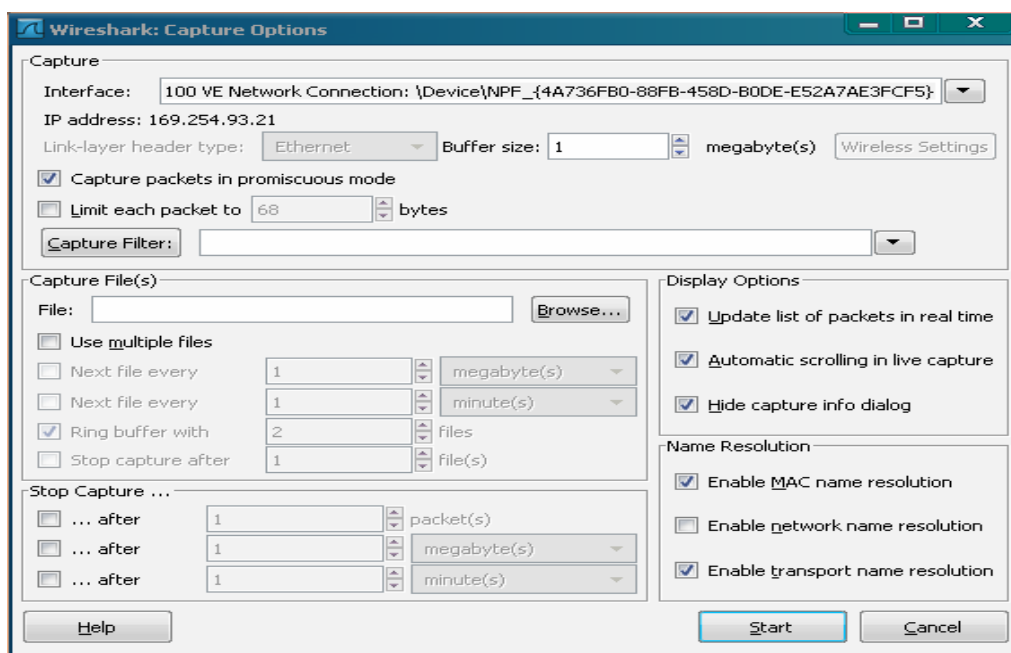 Wireshark: Capture Options
Capture
Interface: 100 VE Network Connection: \Device\NPF_{4A736FB0-88FB-458D-B0DE-E52A7AE3FCF5}
IP address: 169.254.93.21
Link-layer header type: Ethernet Buffer size: 1 megabyte(s) Wireless Settings
Capture packets in promiscuous mode
Limit each packet to 68 bytes
Capture Filter:
Capture File(s)
File: Browse...
Use multiple files
Next file every 1 megabyte(s)
Next file every 1 minute(s)
Ring buffer with 2 files
Stop capture after 1 file(s)
Stop Capture ...
... after 1 packet(s)
... after 1 megabyte(s)
... after 1 minute(s)
Display Options
Update list of packets in real time
Automatic scrolling in live capture
Hide capture info dialog
Name Resolution
Enable MAC name resolution
Enable network name resolution
Enable transport name resolution
Help Start Cancel